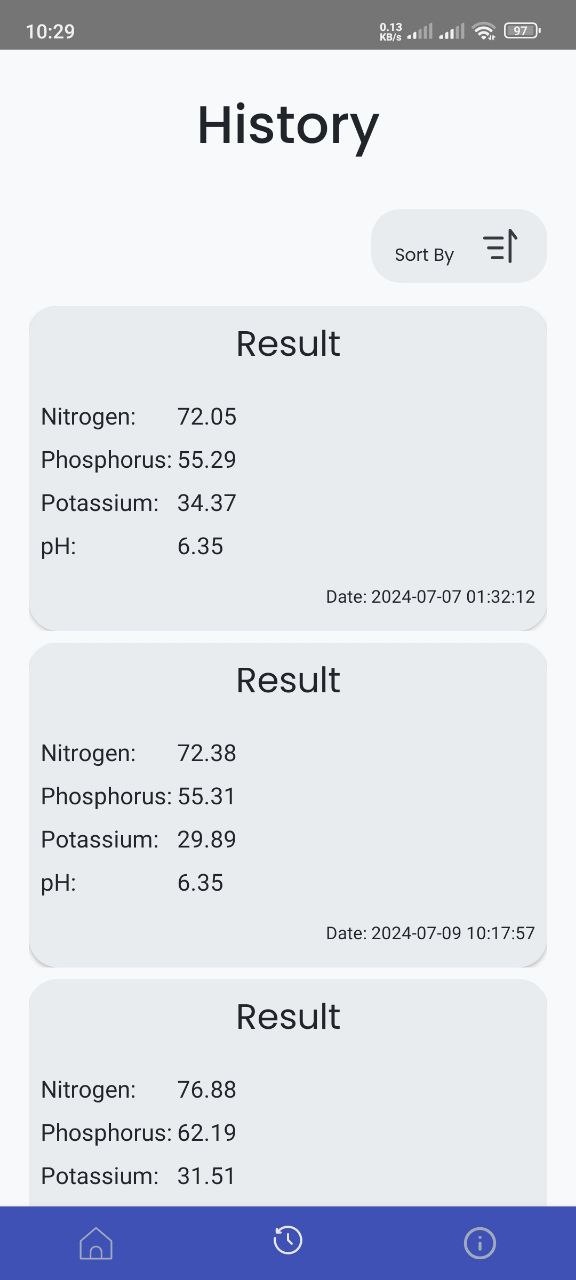 10:29
0.13
KB/s
97
History
Sort By
Result
Nitrogen: 72.05
Phosphorus: 55.29
Potassium: 34.37
pH: 6.35
Date: 2024-07-07 01:32:12
Result
Nitrogen: 72.38
Phosphorus: 55.31
Potassium: 29.89
pH: 6.35
Date: 2024-07-09 10:17:57
Result
Nitrogen: 76.88
Phosphorus: 62.19
Potassium: 31.51